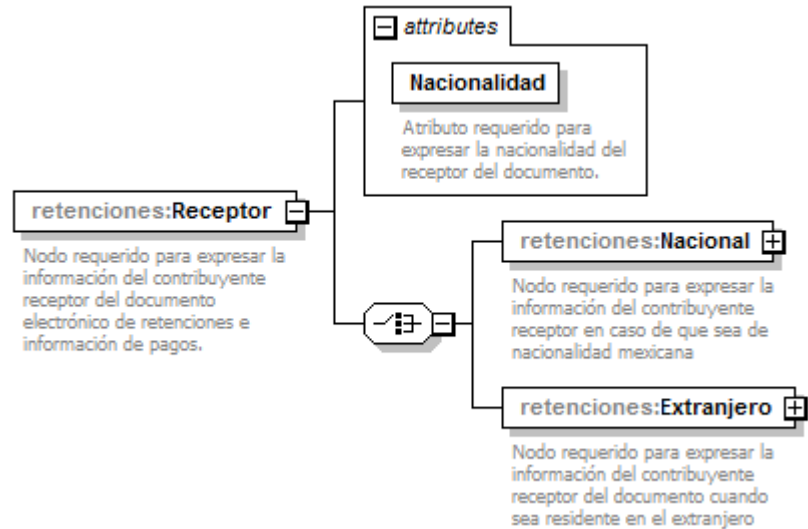 attributes
Nacionalidad
Atributo requerido para
expresar la nacionalidad del
receptor del documento.
retenciones:Receptor
Nodo requerido para expresar la
información del contribuyente
receptor del documento
electrónico de retenciones e
información de pagos.
retenciones:Nacional
Nodo requerido para expresar la
información del contribuyente
receptor en caso de que sea de
nacionalidad mexicana
retenciones:Extranjero
Nodo requerido para expresar la
información del contribuyente
receptor del documento cuando
sea residente en el extranjero